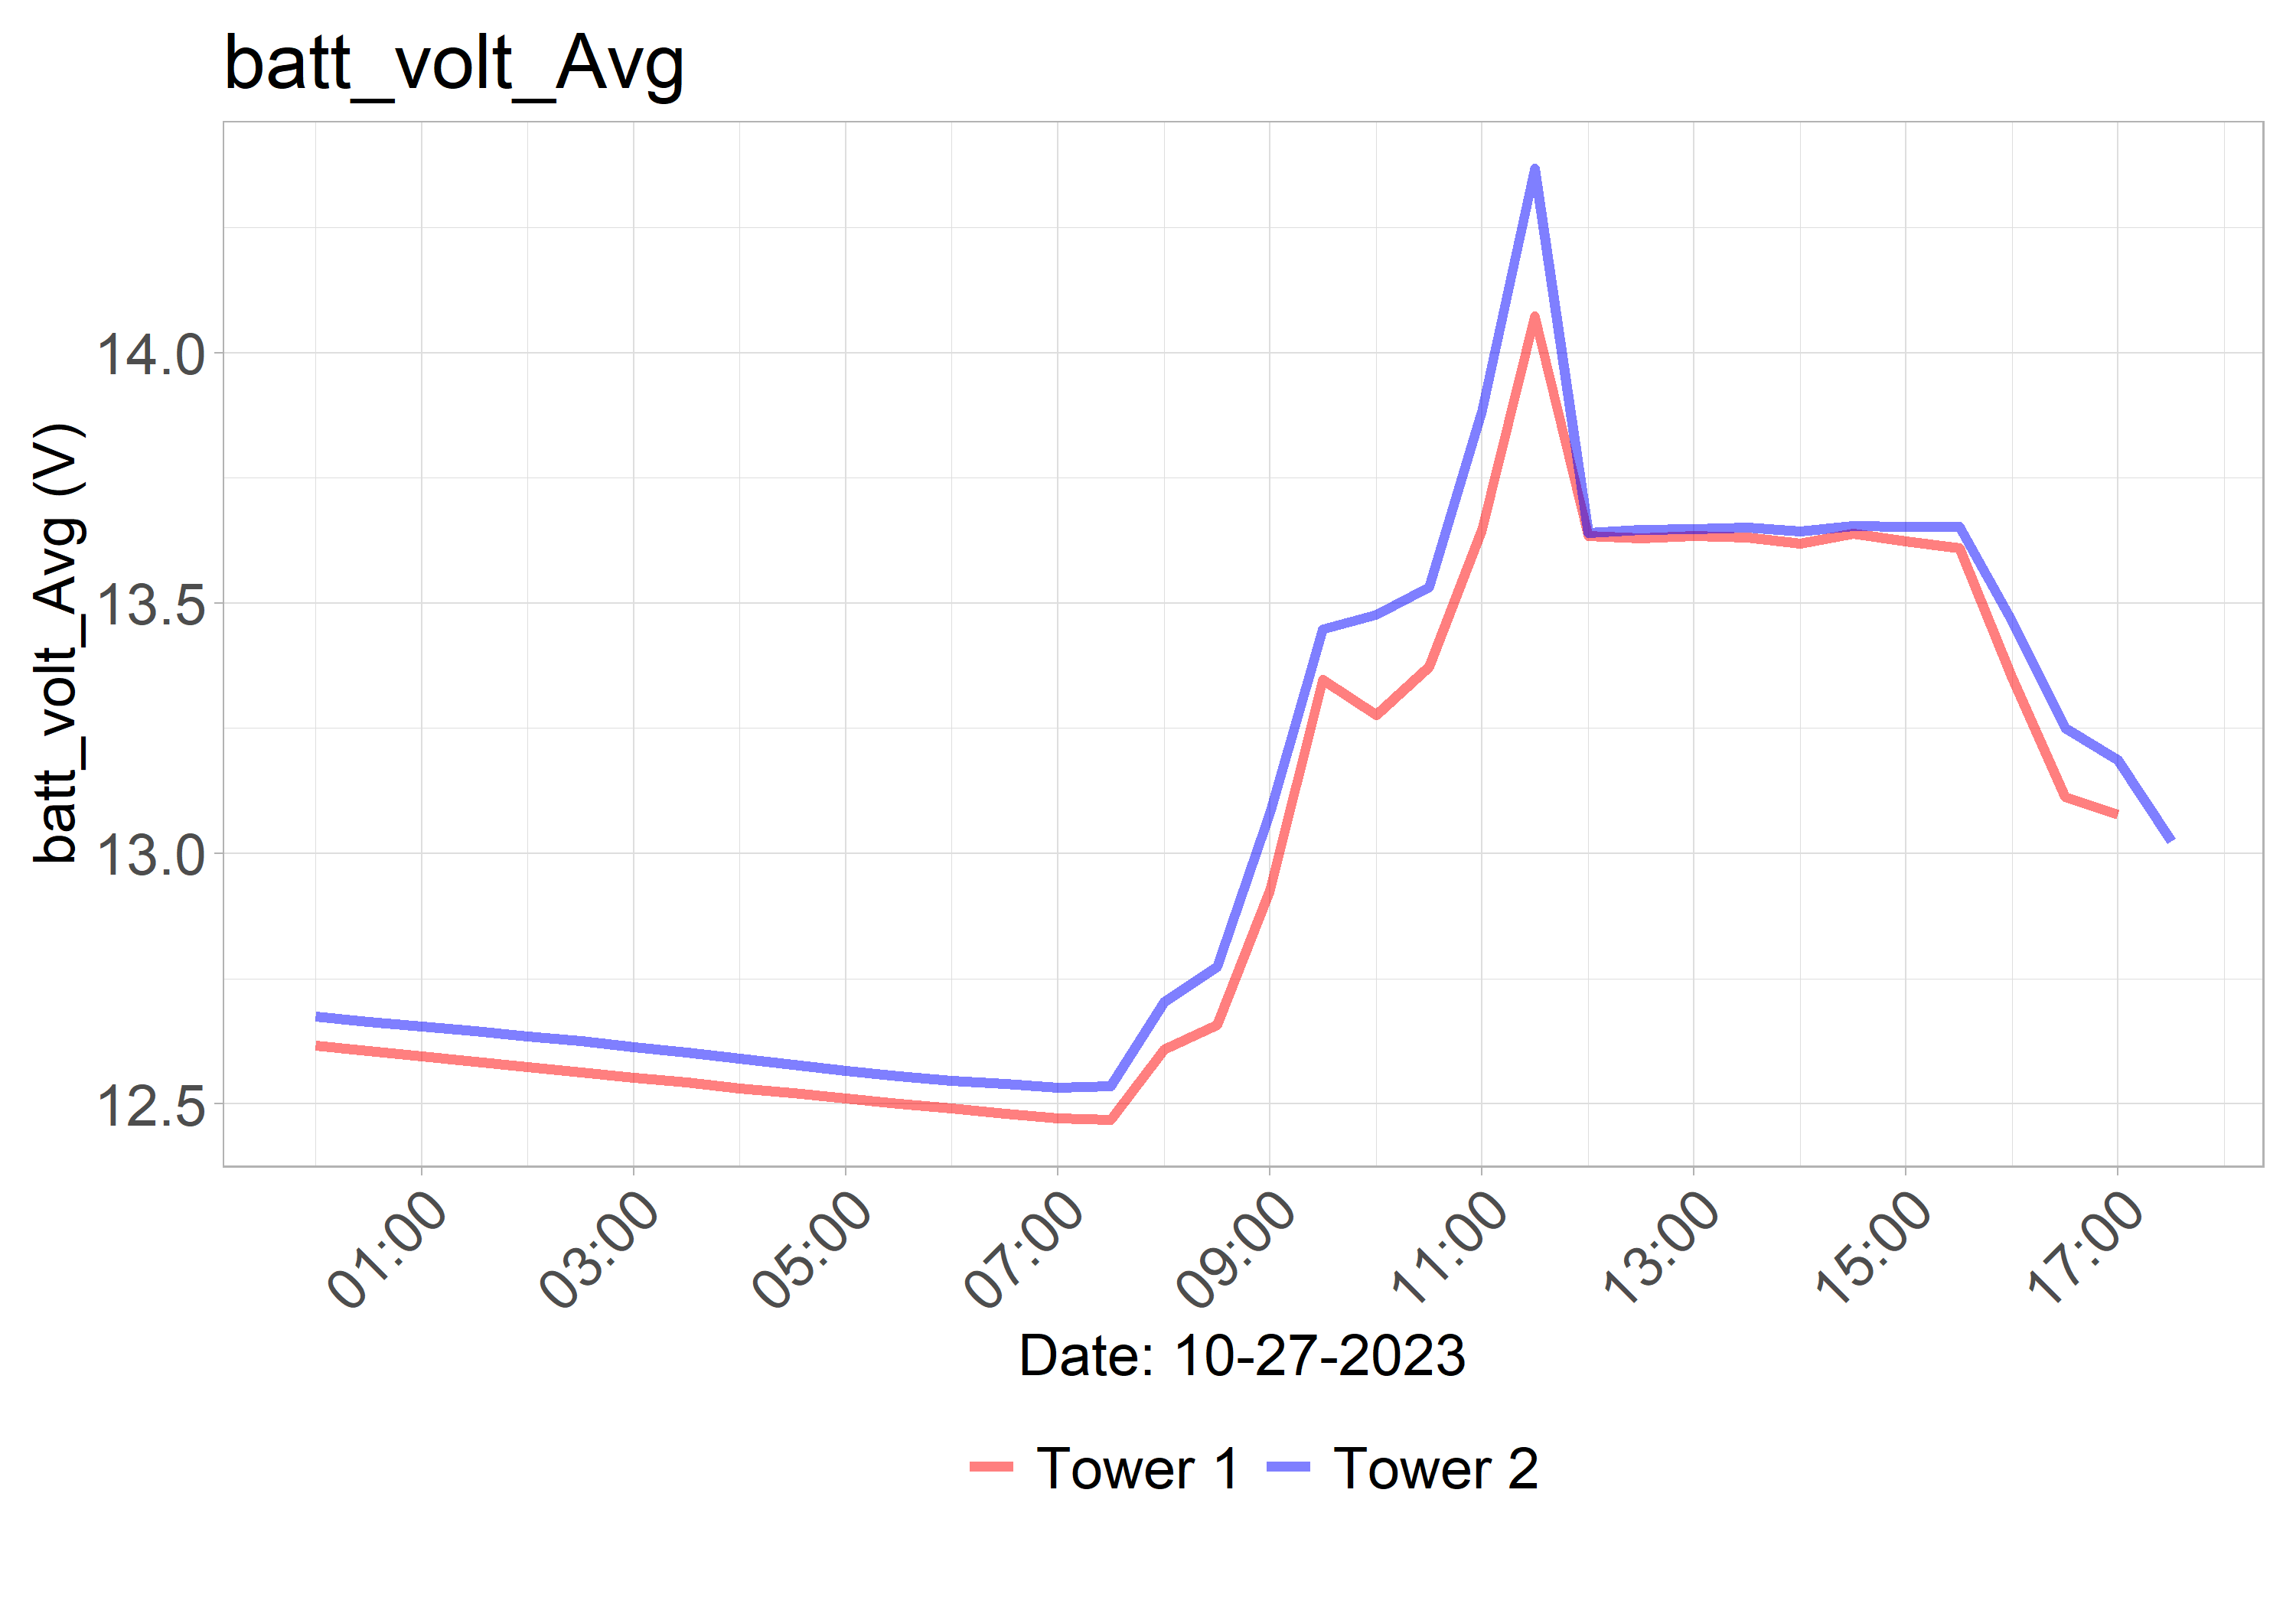 batt_volt_Avg
batt_volt_Avg (V)
14.0
13.5
13.0
12.5
01:00 03:00 05:00 07:00 09:00 11:00 13:00 15:00 17:00
Date: 10-27-2023
Tower 1 Tower 2